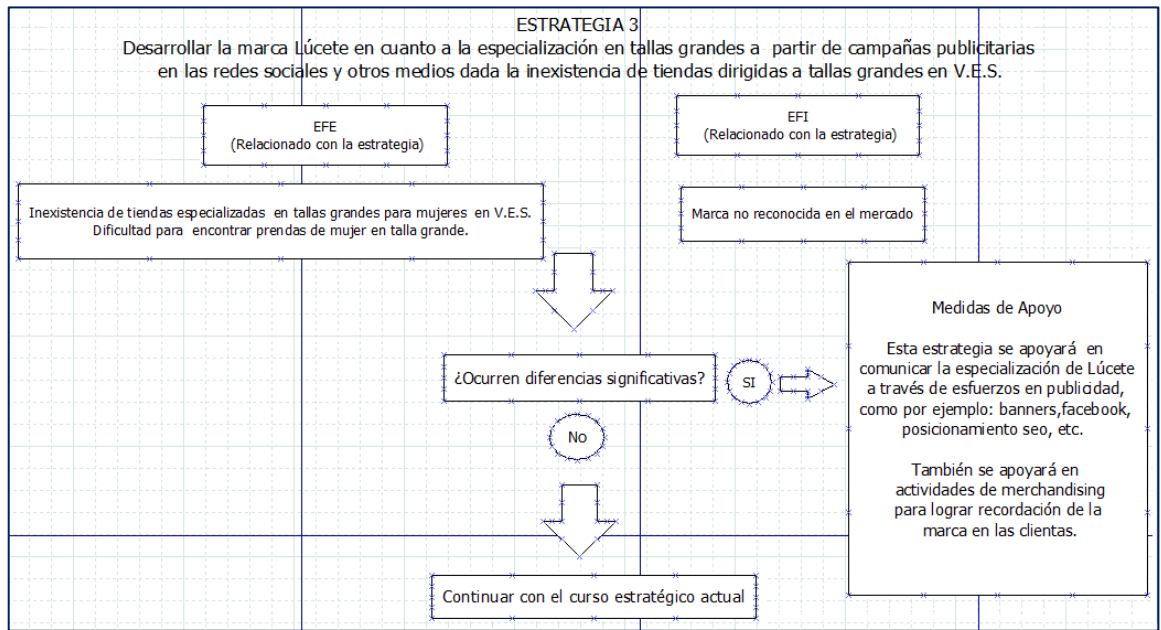 ESTRATEGIA 3
Desarrollar la marca Lúcete en cuanto a la especialización en tallas grandes a partir de campañas publicitarias
en las redes sociales y otros medios dada la inexistencia de tiendas dirigidas a tallas grandes en V.E.S.
EFE
(Relacionado con la estrategia)
EFI
(Relacionado con la estrategia)
Inexistencia de tiendas especializadas en tallas grandes para mujeres en V.E.S.
Dificultad para encontrar prendas de mujer en talla grande.
Marca no reconocida en el mercado
¿Ocurren diferencias significativas?
SI
Medidas de Apoyo
Esta estrategia se apoyará en
comunicar la especialización de Lúcete
a través de esfuerzos en publicidad,
como por ejemplo: banners,facebook,
posicionamiento seo, etc.
También se apoyará en
actividades de merchandising
para lograr recordación de la
marca en las clientas.
No
Continuar con el curso estratégico actual